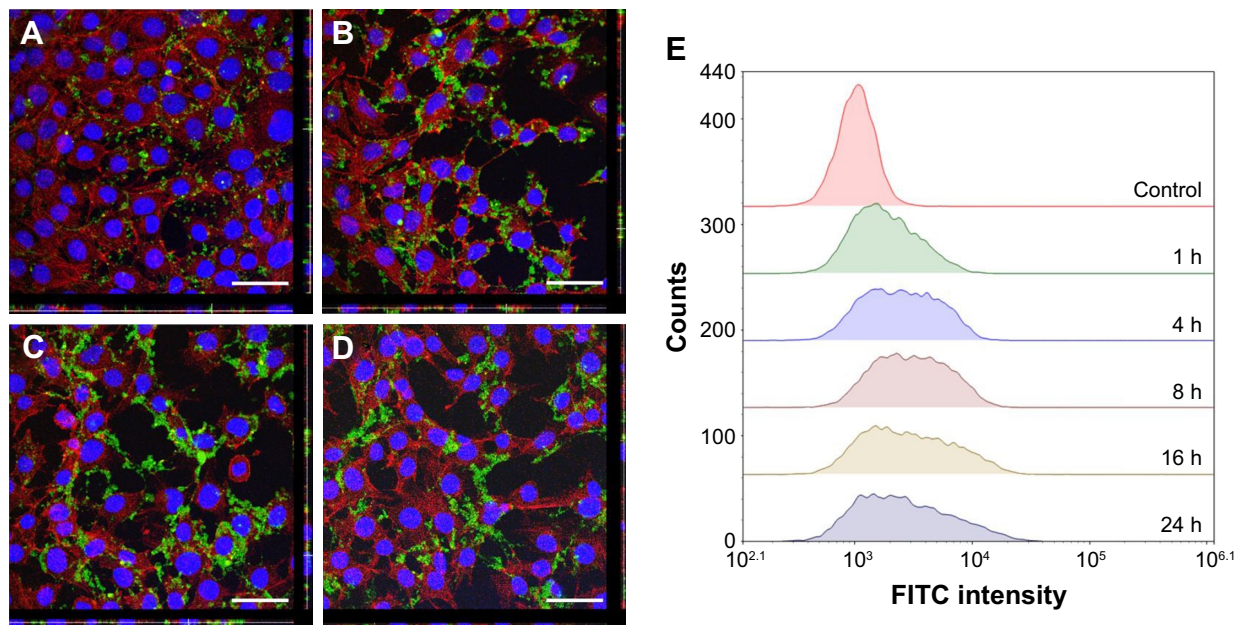 A
B
C
D
E
440
400
300
200
100
0
Counts
Control
1 h
4 h
8 h
16 h
24 h
10^2.1
10^3
10^4
10^5
10^6.1
FITC intensity